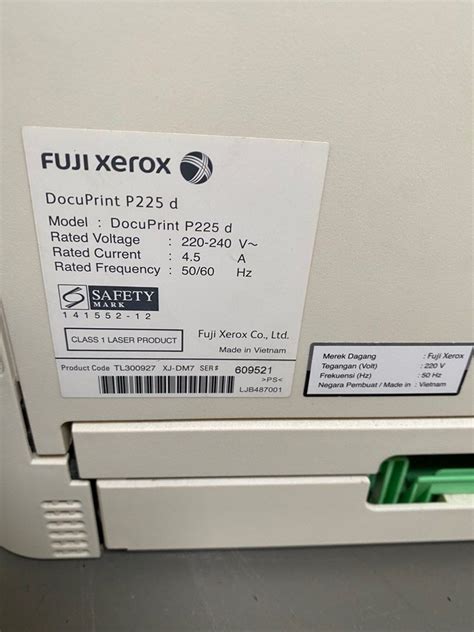 FUJI xerox
DocuPrint P225 d
Model : DocuPrint P225 d
Rated Voltage : 220-240 V~
Rated Current : 4.5 A
Rated Frequency : 50/60 Hz
SAFETY
MARK
141552-12
CLASS 1 LASER PRODUCT
Fuji Xerox Co., Ltd.
Made in Vietnam
Product Code TL300927 XJ-DM7 SER# 609521
>PS<
LJB487001
Merek Dagang : Fuji Xerox
Tegangan (Volt) : 220 V
Frekuensi (Hz) : 50 Hz
Negara Pembuat / Made in : Vietnam